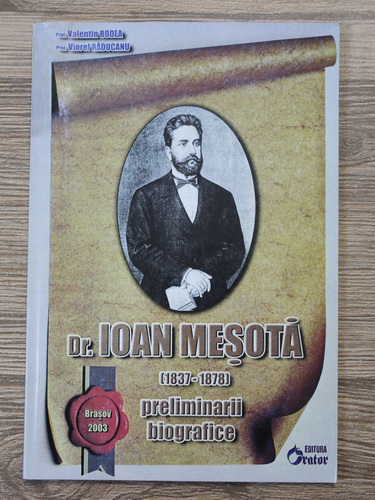 Prof. Valentin BODEA
Prof. Viorel RĂDUCANU
Dr. IOAN MEȘOTĂ
(1837-1878)
preliminarii
biografice
Brașov
2003
EDITURA
Orator